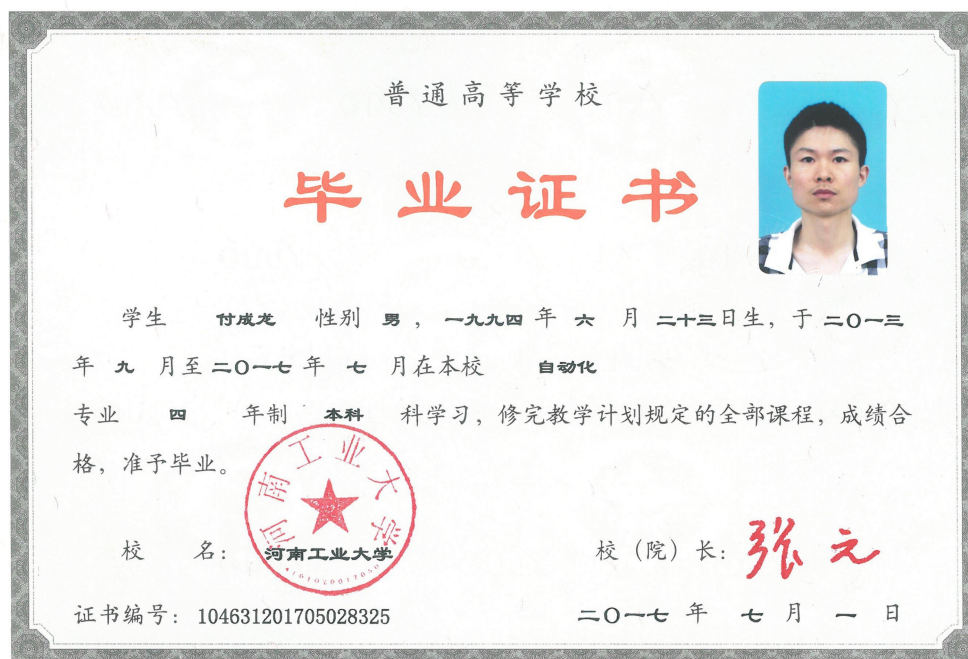 普通高等学校
毕业证书
学生 付成龙 性别 男，一九九四年 六 月 二十三日生，于二〇一三
年 九 月至二〇一七年 七 月在本校 自动化
专业 四 年制 本科 科学习，修完教学计划规定的全部课程，成绩合
格，准予毕业。
河南工业大学
校 名：河南工业大学 校（院）长：张元
证书编号：104631201705028325 二〇一七年 七 月 一 日